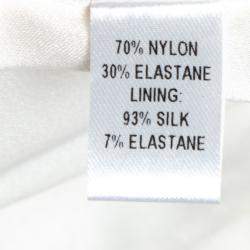 70% NYLON
30% ELASTANE
LINING:
93% SILK
7% ELASTANE